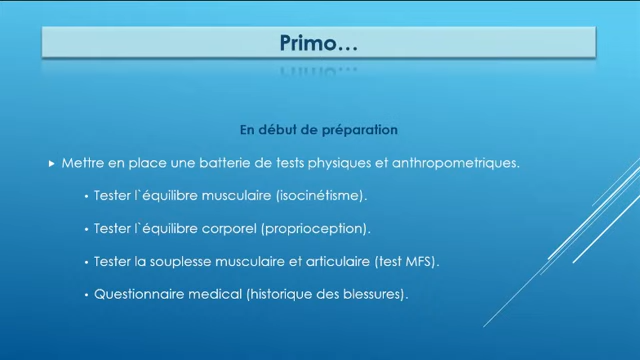 Primo...
En début de préparation
Mettre en place une batterie de tests physiques et anthropometriques.
Tester l`équilibre musculaire (isocinétisme).
Tester l`équilibre corporel (proprioception).
Tester la souplesse musculaire et articulaire (test MFS).
Questionnaire medical (historique des blessures).